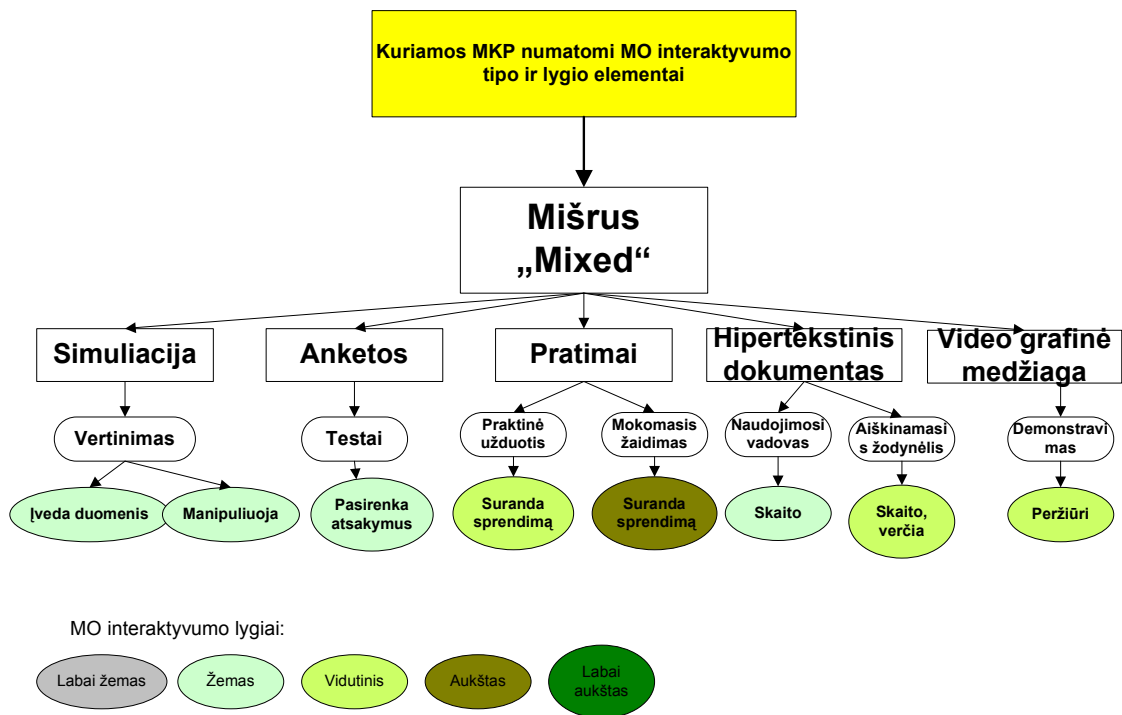 Kuriamos MKP numatomi MO interaktyvumo
tipo ir lygio elementai
Mišrus
„Mixed“
Simuliacija
Anketos
Pratimai
Hipertekstinis
dokumentas
Video grafinė
medžiaga
Vertinimas
Testai
Praktinė
užduotis
Mokomasis
žaidimas
Naudojimosi
vadovas
Aiškinamasi
s žodynėlis
Demonstravi
mas
Įveda duomenis
Manipuliuoja
Pasirenka
atsakymus
Suranda
sprendimą
Suranda
sprendimą
Skaito
Skaito,
verčia
Peržiūri
MO interaktyvumo lygiai:
Labai žemas
Žemas
Vidutinis
Aukštas
Labai
aukštas